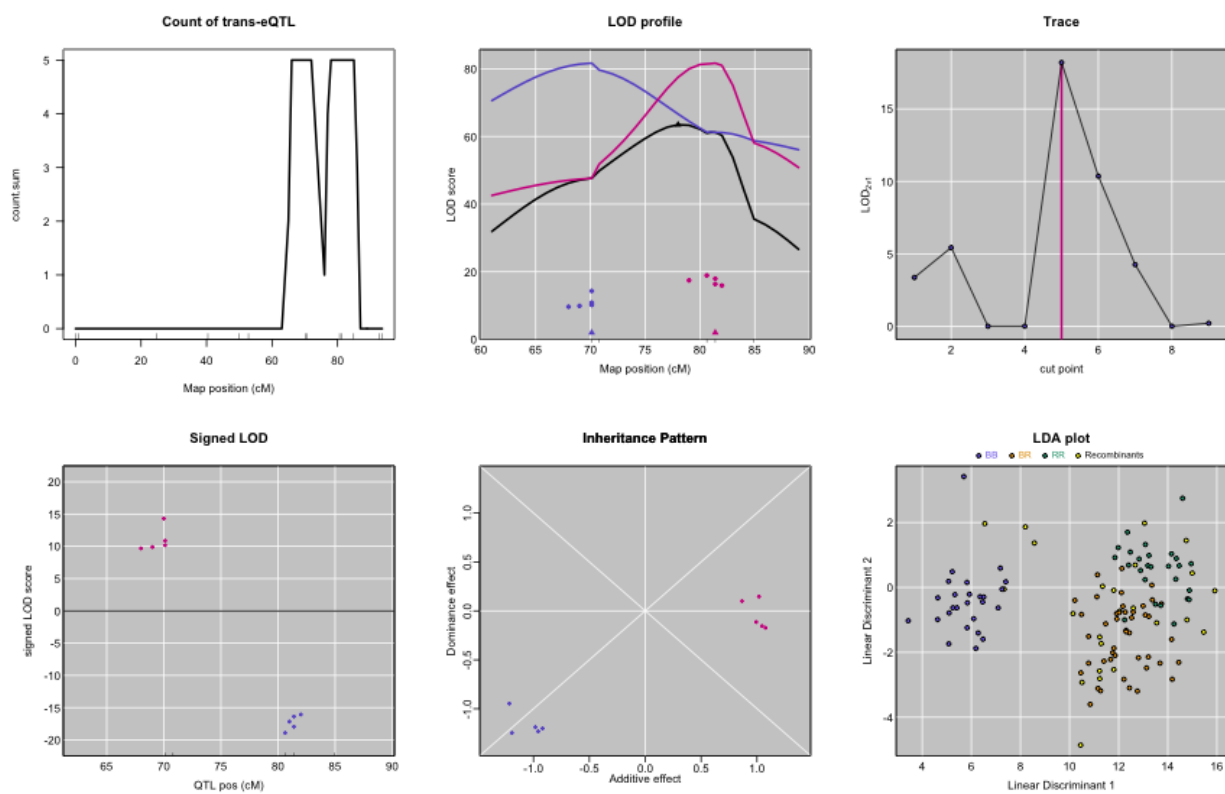 Count of trans-eQTL
5
4
3
2
1
0
count.sum
0 20 40 60 80
Map position (cM)
LOD profile
80
60
40
20
0
LOD score
60 65 70 75 80 85 90
Map position (cM)
Trace
15
10
5
0
LOD2v1
2 4 6 8
cut point
Signed LOD
20
15
10
5
0
-5
-10
-15
-20
signed LOD score
65 70 75 80 85 90
QTL pos (cM)
Inheritance Pattern
1.0
0.5
0.0
-0.5
-1.0
Dominance effect
-1.0 -0.5 0.0 0.5 1.0
Additive effect
LDA plot
BB BR RR Recombinants
2
0
-2
-4
Linear Discriminant 2
4 6 8 10 12 14 16
Linear Discriminant 1